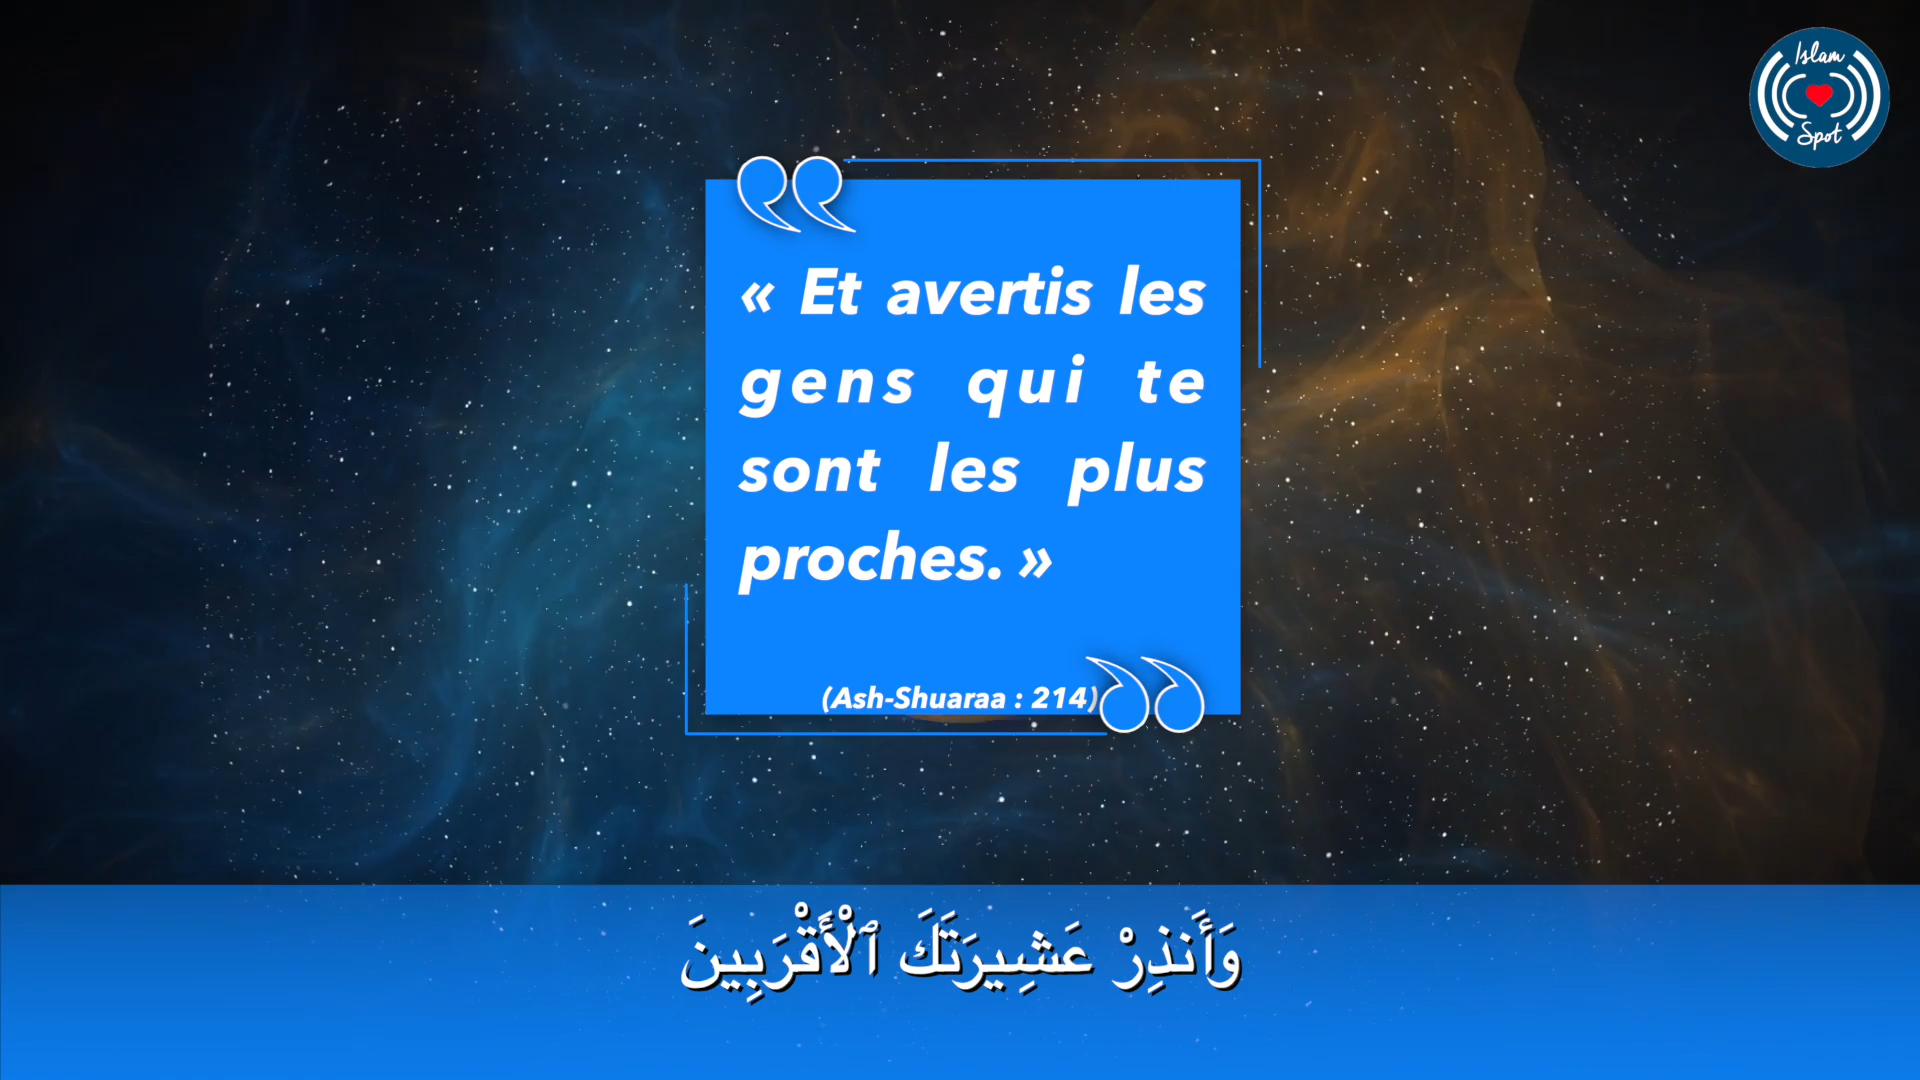 Islam
Spot
« Et avertis les
gens qui te
sont les plus
proches. »
(Ash-Shuaraa : 214)
وَأَنذِرْ عَشِيرَتَكَ ٱلْأَقْرَبِينَ